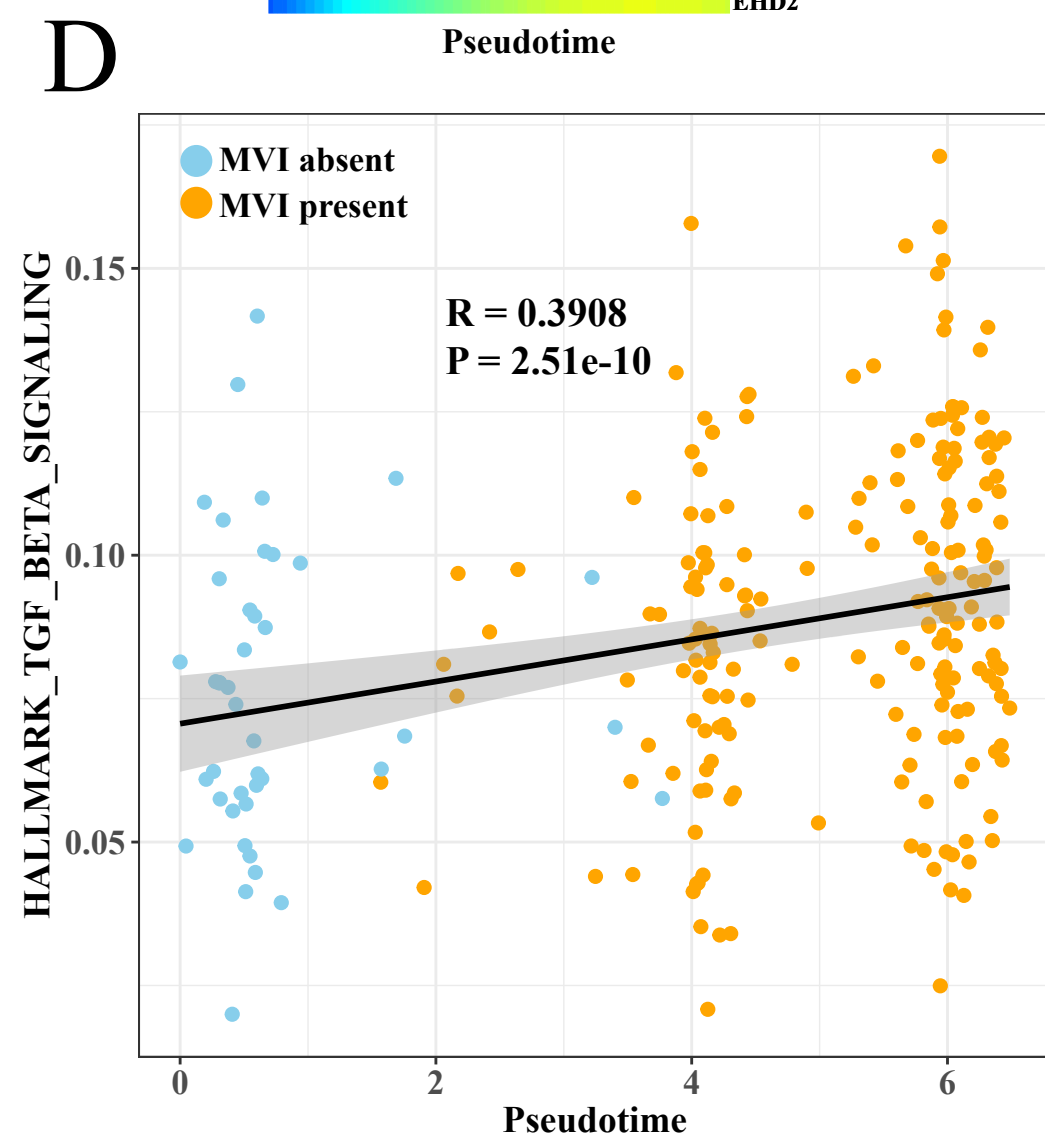 EHD2
Pseudotime
D
MVI absent
MVI present
R = 0.3908
P = 2.51e-10
HALLMARK_TGF_BETA_SIGNALING
0.15
0.10
0.05
0 2 4 6
Pseudotime